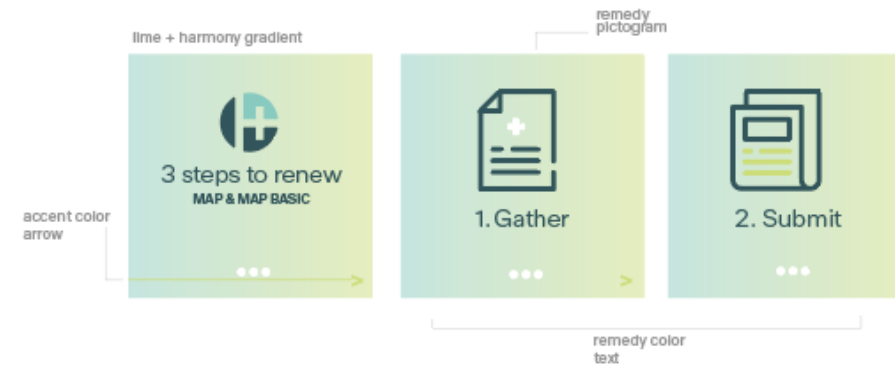 remedy
pictogram
lime + harmony gradient
3 steps to renew
MAP & MAP BASIC
1. Gather
2. Submit
accent color
arrow
remedy color
text